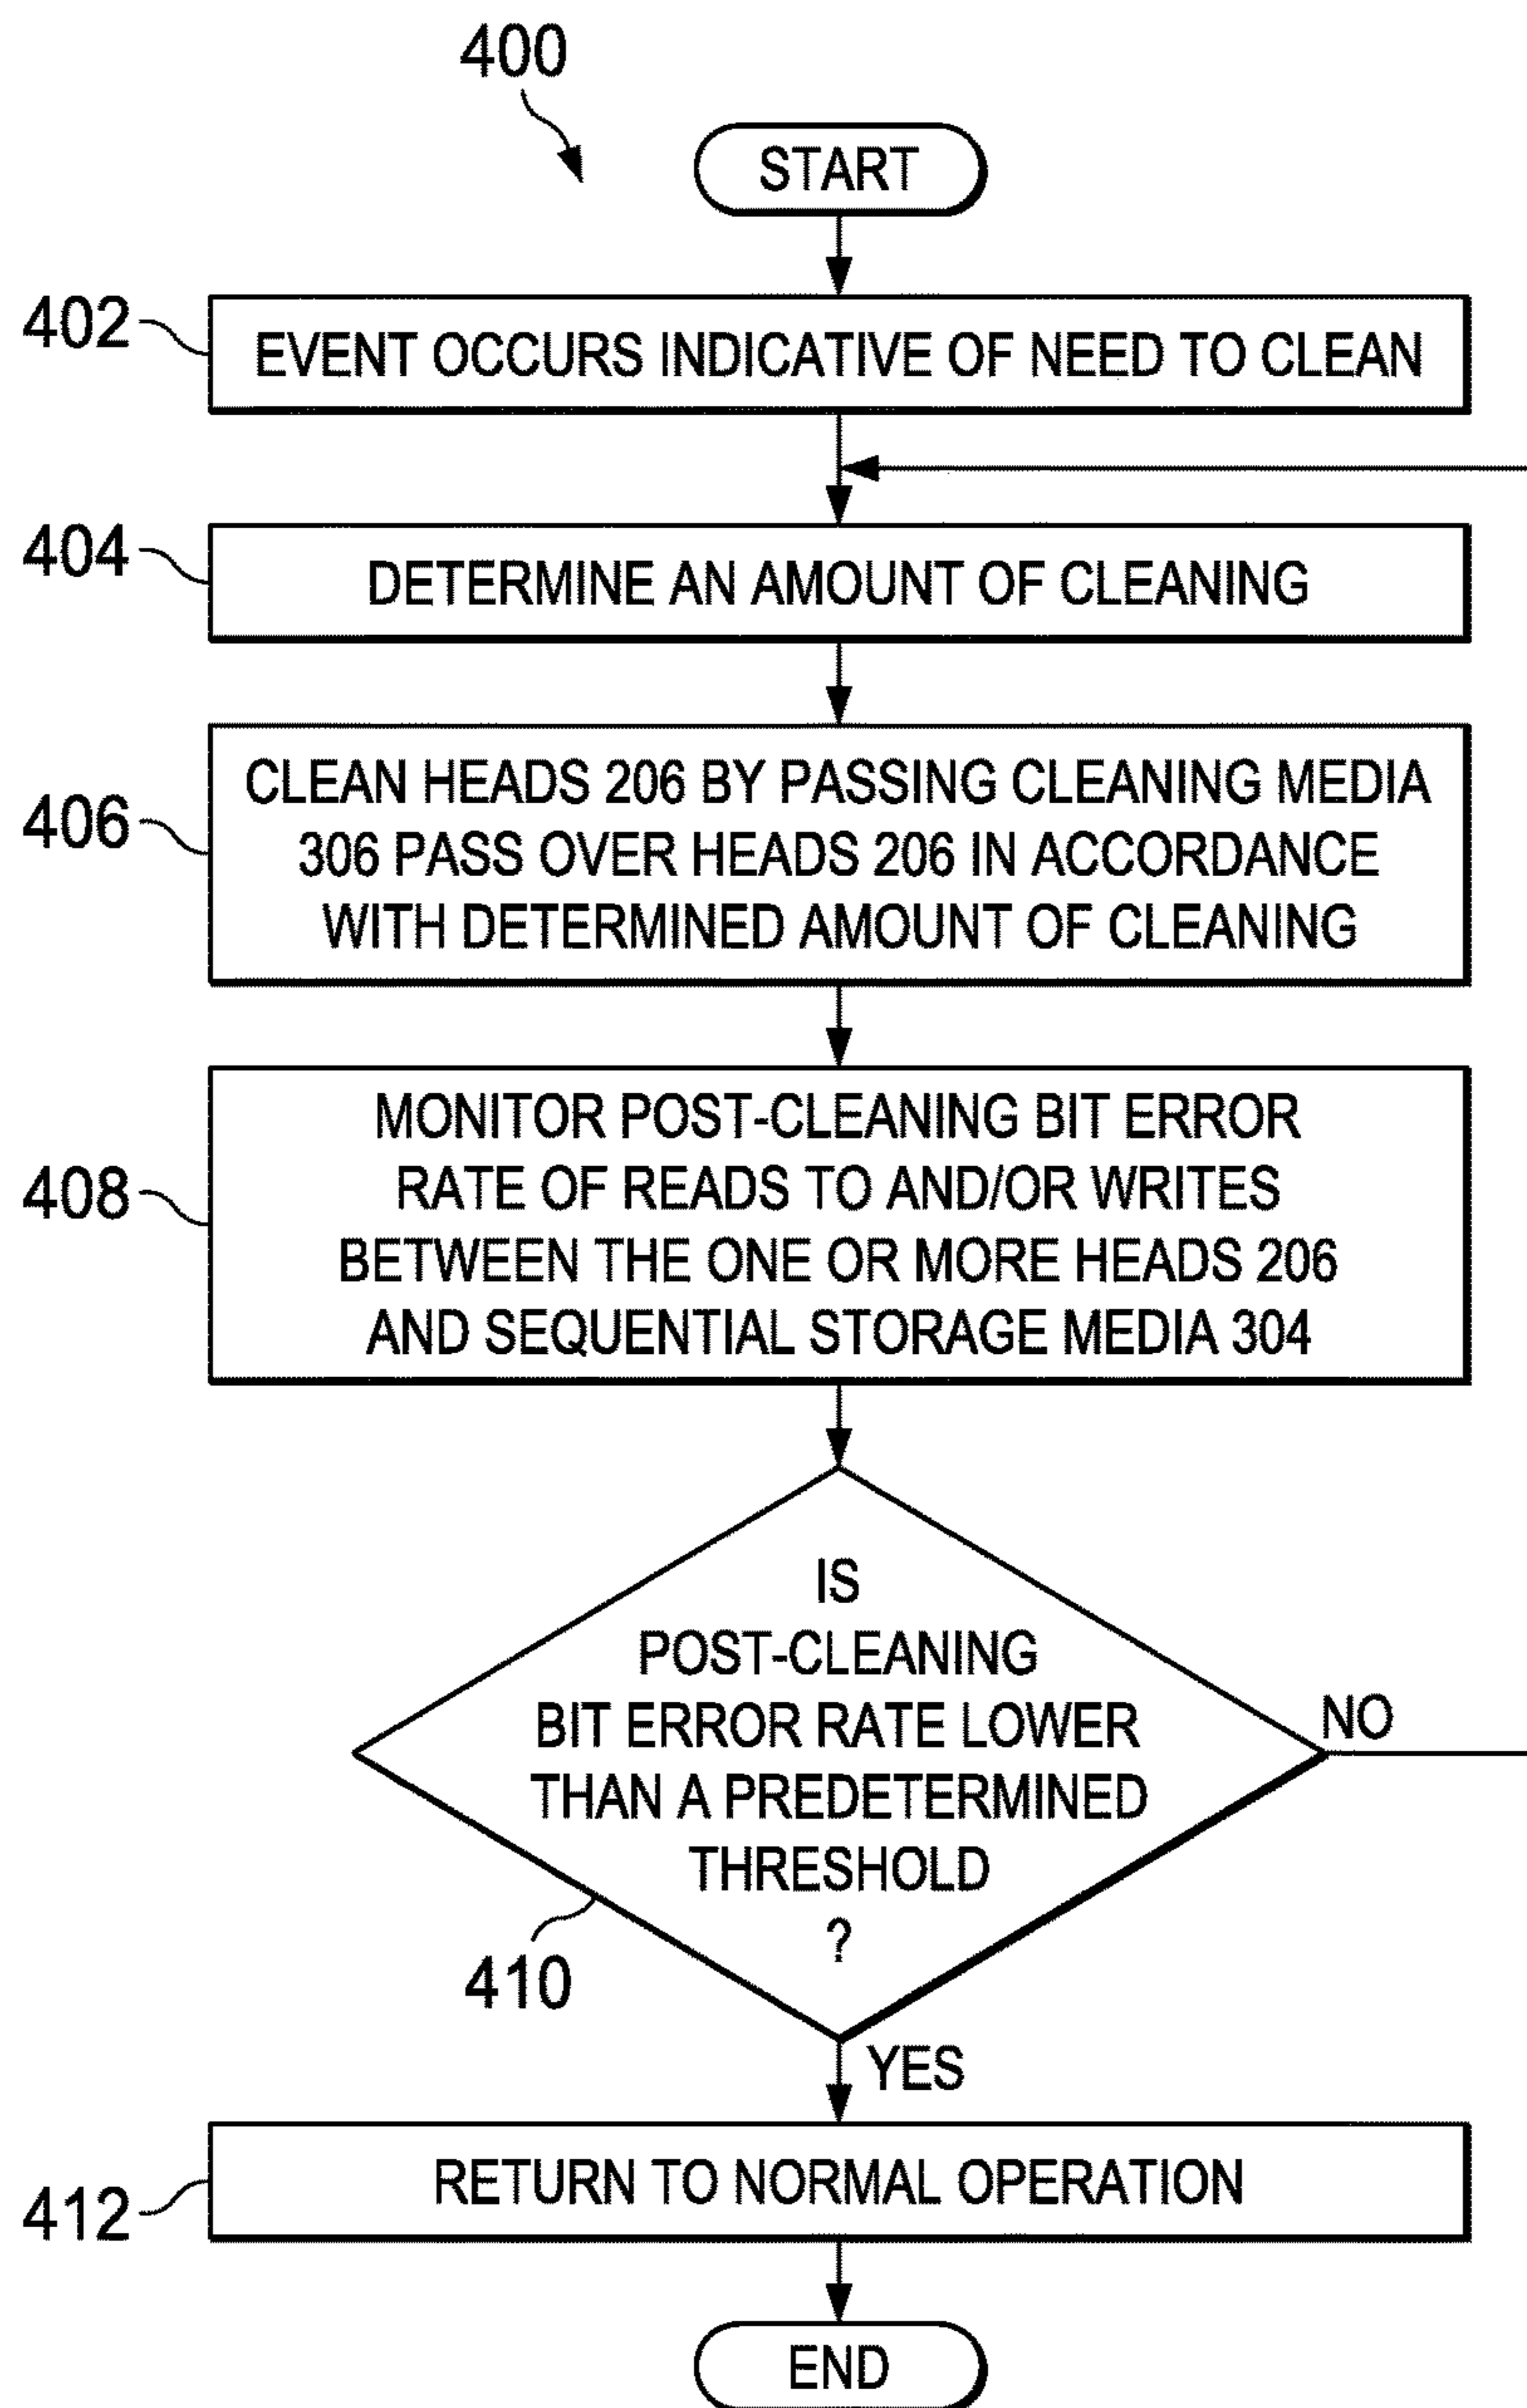 400
START
402
EVENT OCCURS INDICATIVE OF NEED TO CLEAN
404
DETERMINE AN AMOUNT OF CLEANING
406
CLEAN HEADS 206 BY PASSING CLEANING MEDIA
306 PASS OVER HEADS 206 IN ACCORDANCE
WITH DETERMINED AMOUNT OF CLEANING
408
MONITOR POST-CLEANING BIT ERROR
RATE OF READS TO AND/OR WRITES
BETWEEN THE ONE OR MORE HEADS 206
AND SEQUENTIAL STORAGE MEDIA 304
IS
POST-CLEANING
BIT ERROR RATE LOWER
THAN A PREDETERMINED
THRESHOLD
?
NO
410
YES
412
RETURN TO NORMAL OPERATION
END